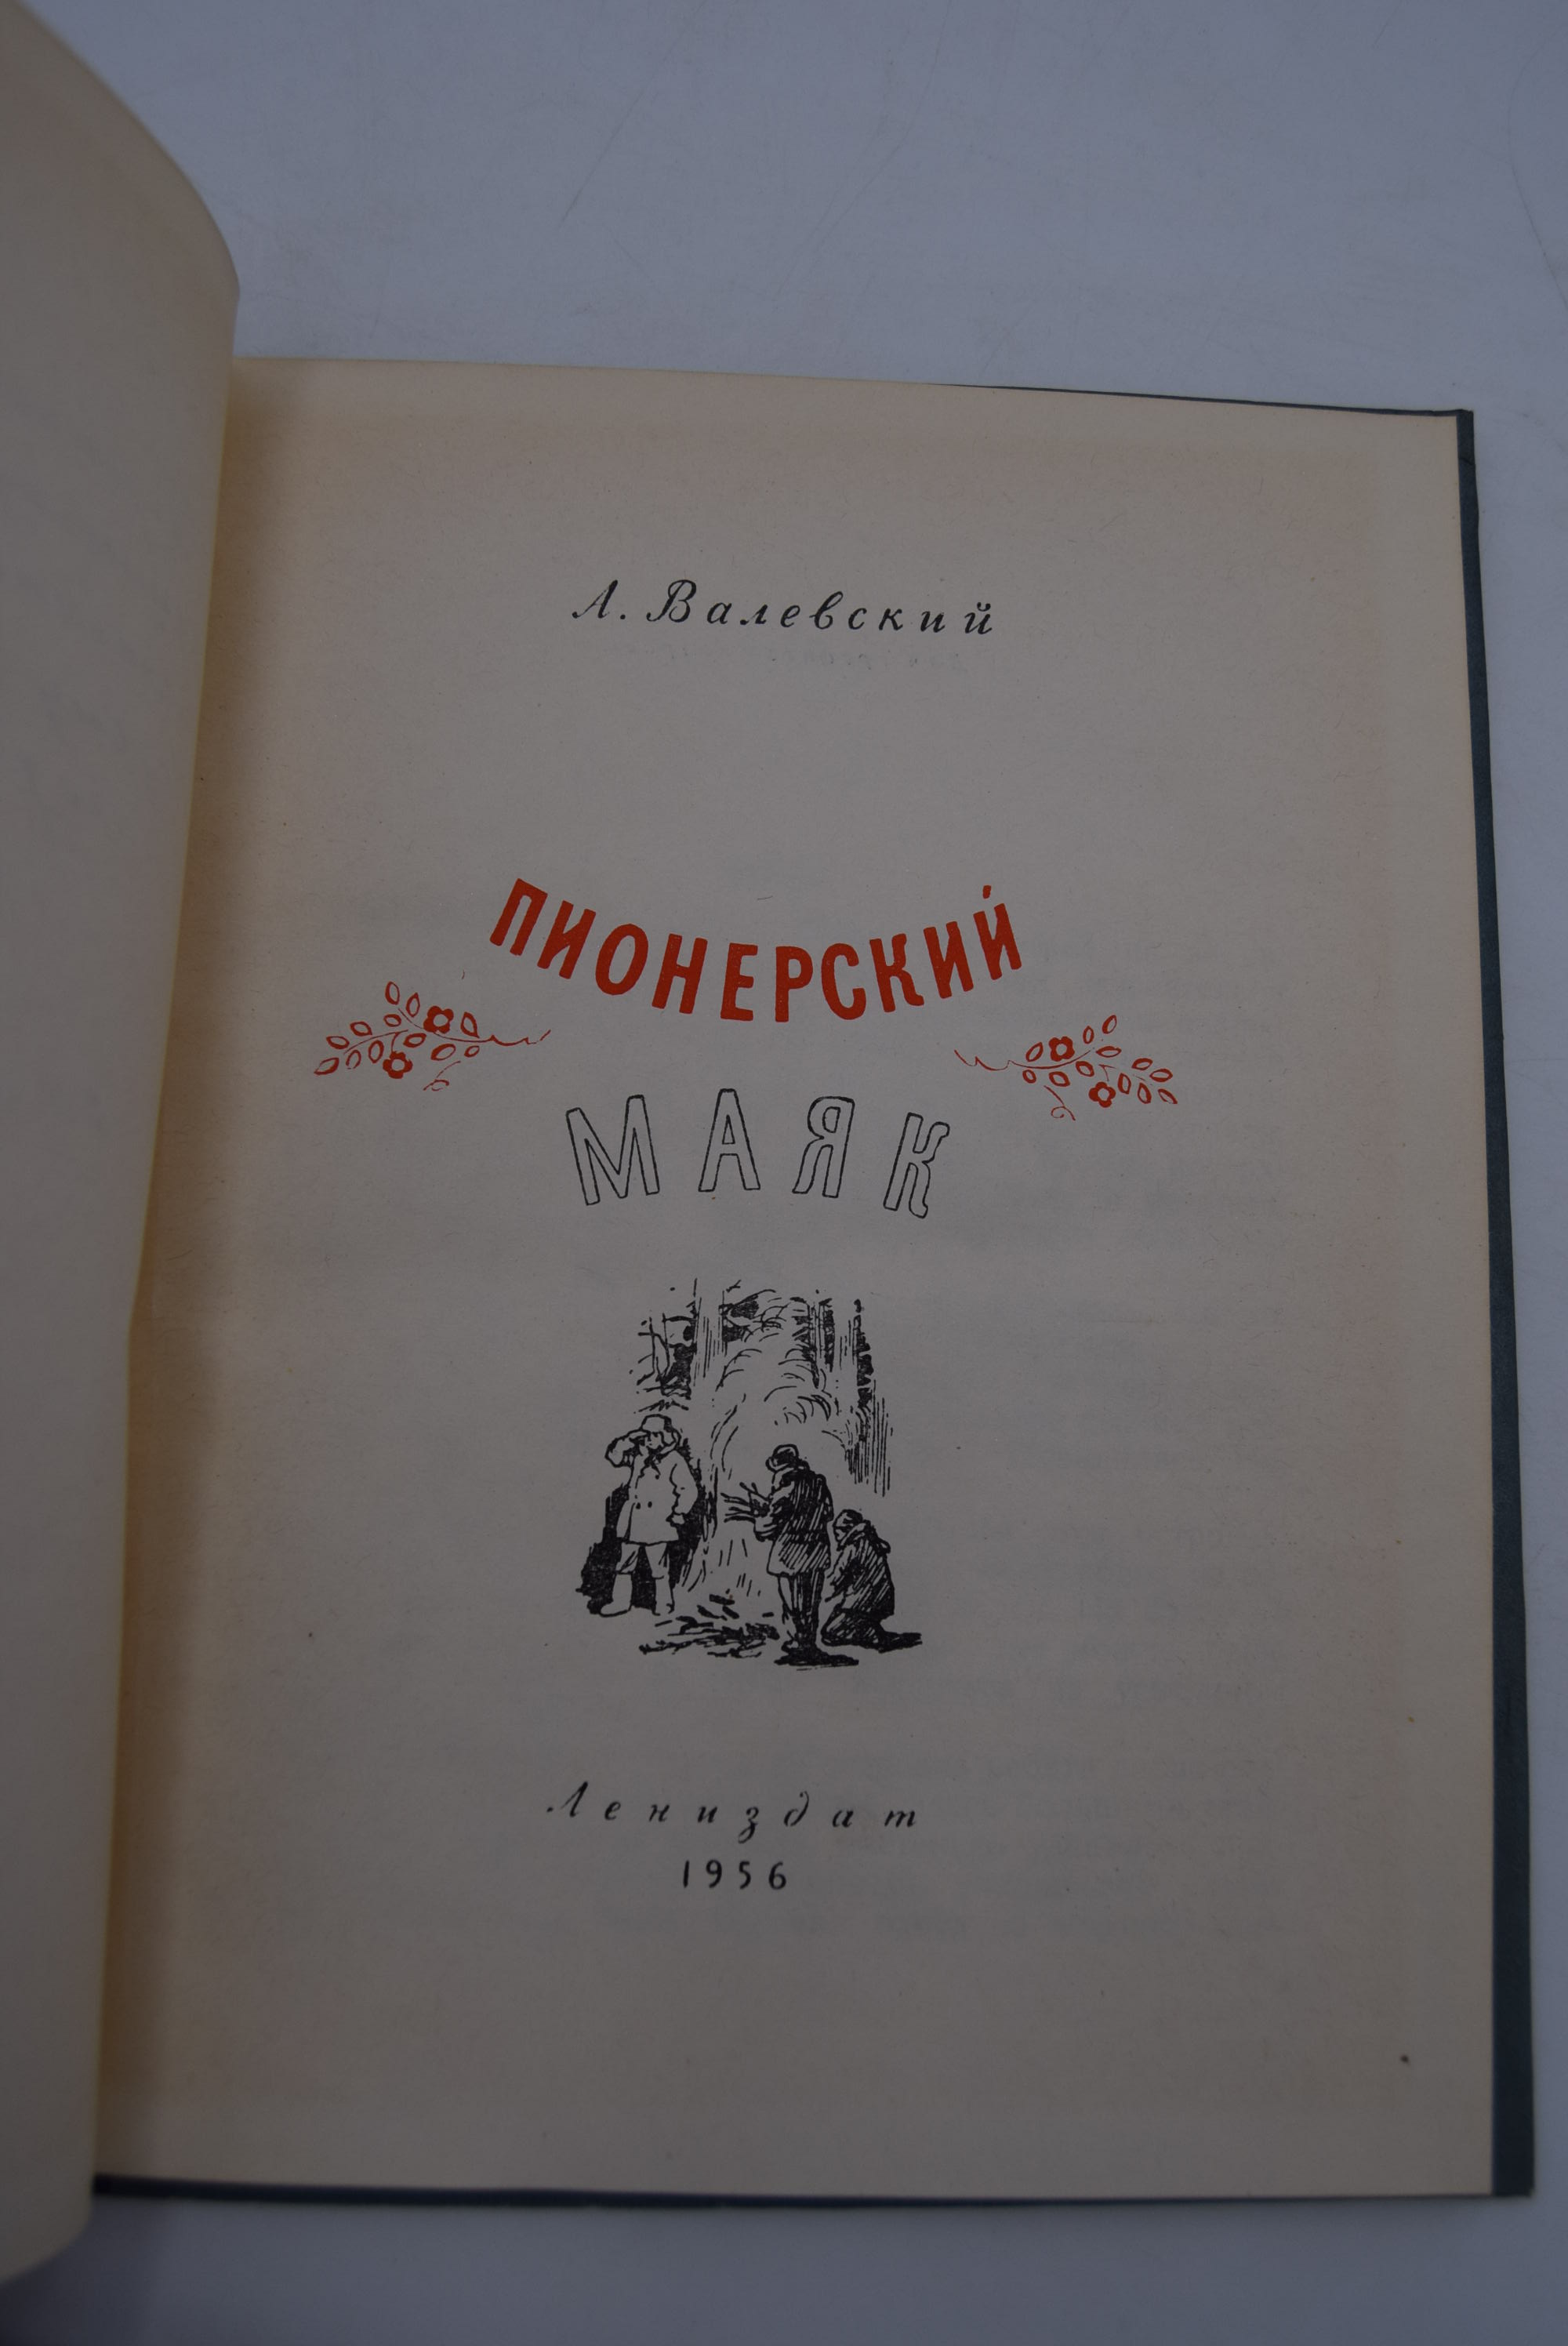 А. Валевский
ПИОНЕРСКИЙ
МАЯК
Лениздат
1956